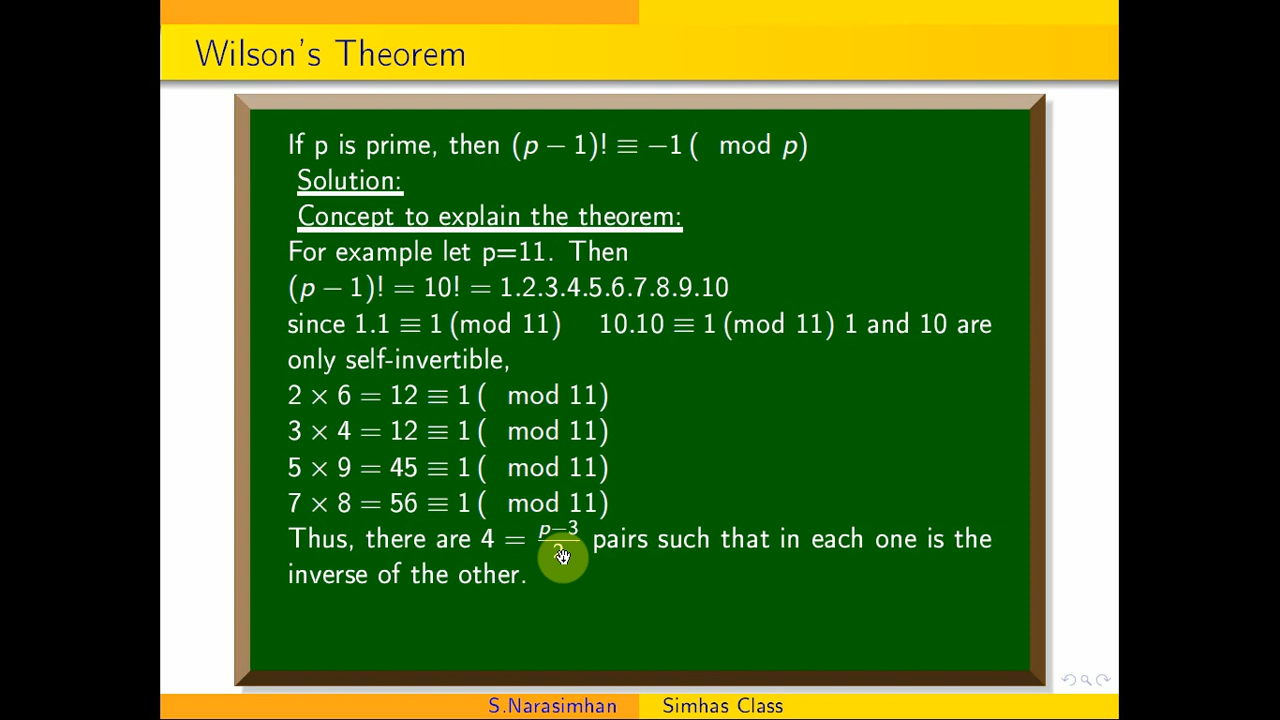 Wilson's Theorem
If p is prime, then (p − 1)! ≡ −1 ( mod p)
Solution:
Concept to explain the theorem:
For example let p=11. Then
(p − 1)! = 10! = 1.2.3.4.5.6.7.8.9.10
since 1.1 ≡ 1 (mod 11) 10.10 ≡ 1 (mod 11) 1 and 10 are
only self-invertible,
2 × 6 = 12 ≡ 1 ( mod 11)
3 × 4 = 12 ≡ 1 ( mod 11)
5 × 9 = 45 ≡ 1 ( mod 11)
7 × 8 = 56 ≡ 1 ( mod 11)
Thus, there are 4 = (p−3)/2 pairs such that in each one is the
inverse of the other.
S.Narasimhan Simhas Class